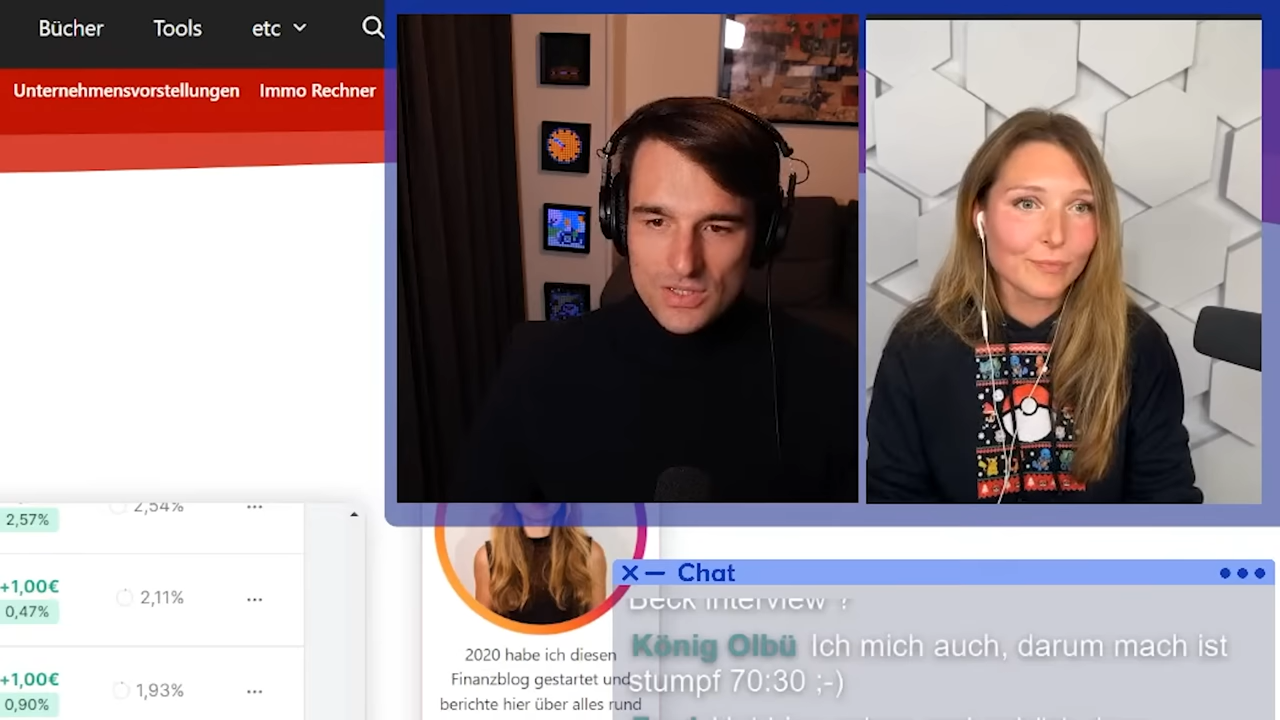 Bücher Tools etc
Unternehmensvorstellungen Immo Rechner
2,54% ...
2,57%
+1,00€ 2,11% ...
0,47%
+1,00€ 1,93% ...
0,90%
2020 habe ich diesen
Finanzblog gestartet und
berichte hier über alles rund
Chat
Beck Interview ?
König Olbü Ich mich auch, darum mach ist
stumpf 70:30 ;-)